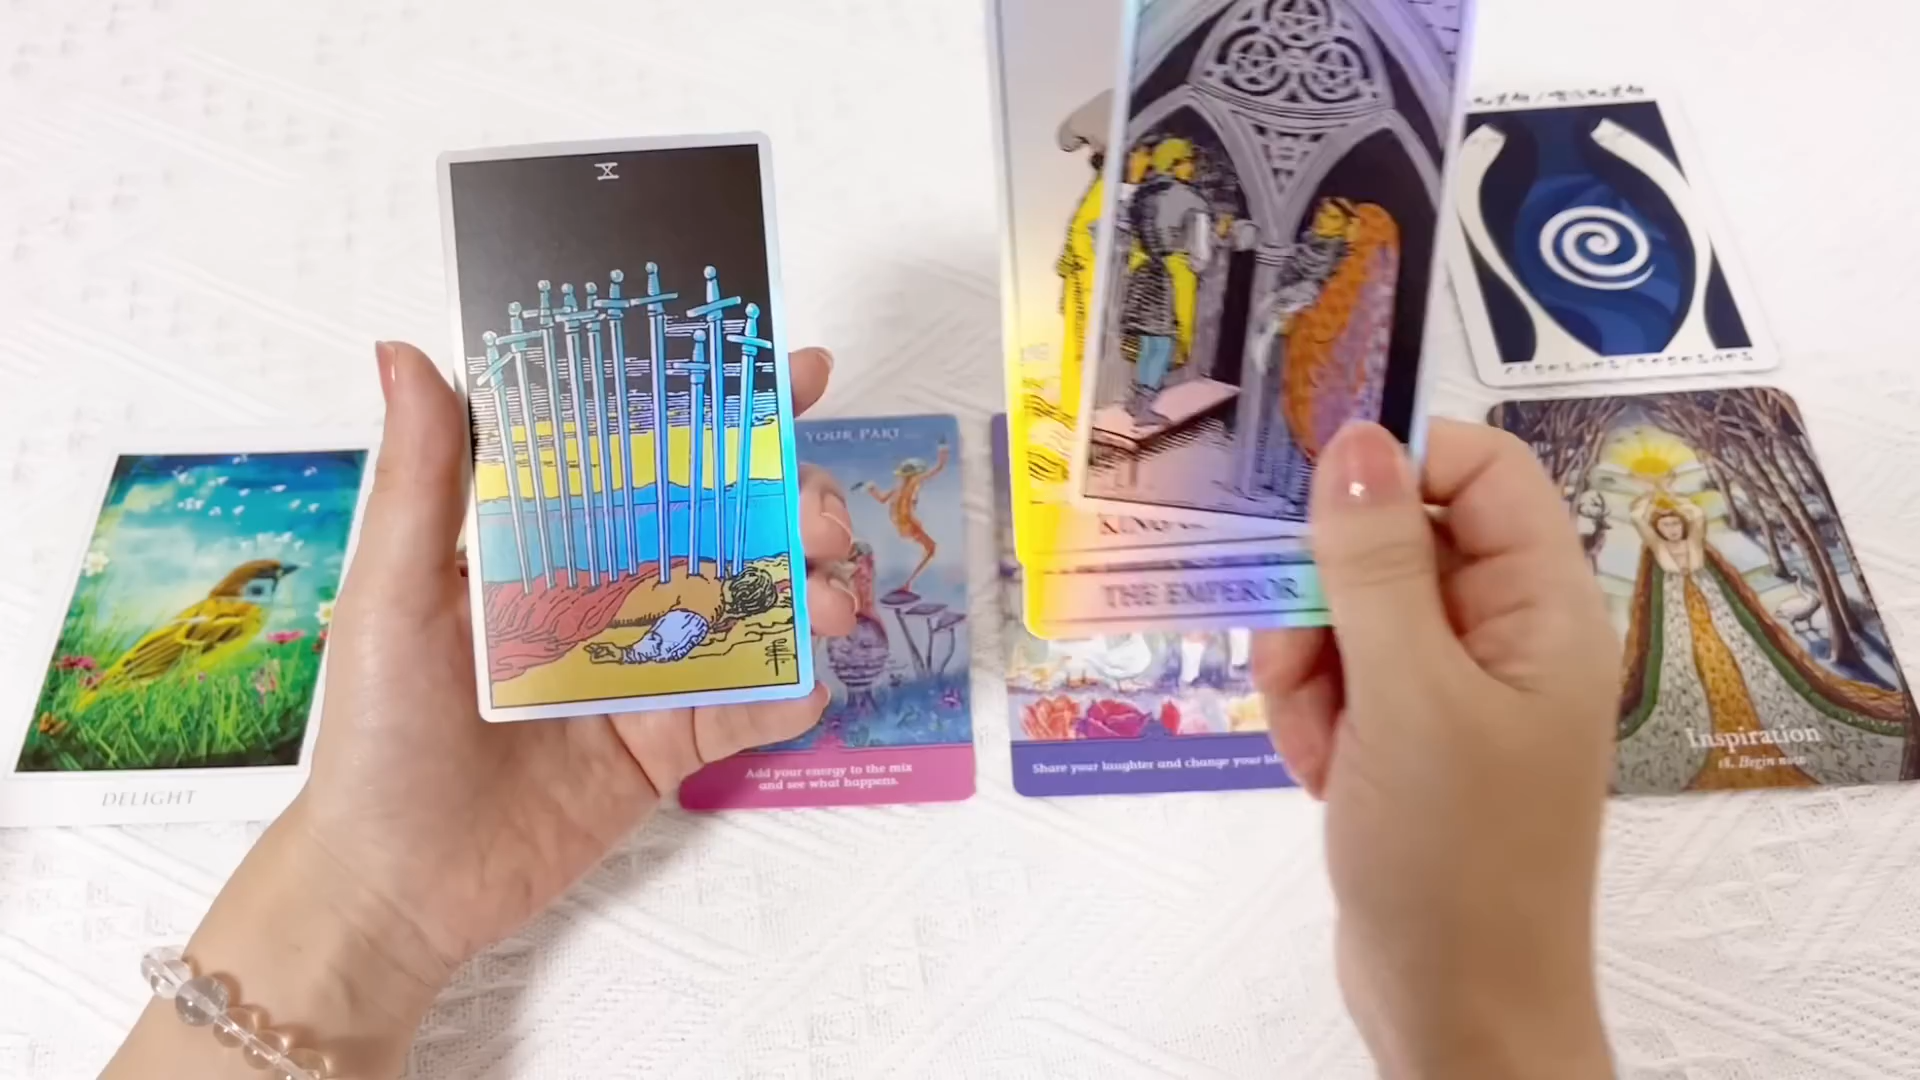 X
YOUR PART
KING
THE EMPEROR
DELIGHT
Add your energy to the mix
and see what happens.
Share your laughter and change your
Inspiration
18. Begin now